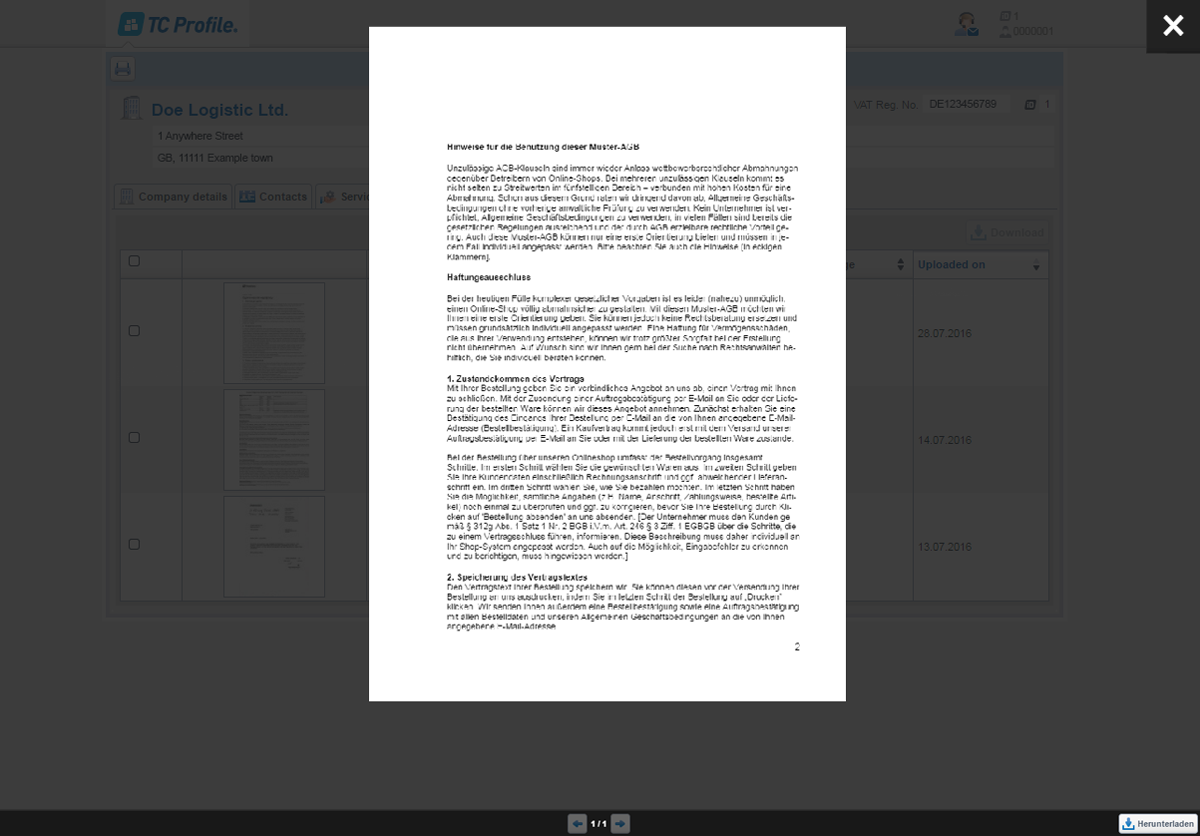 TC Profile.
1
0000001
Doe Logistic Ltd.
VAT Reg. No. DE123456789 1
1 Anywhere Street
GB, 11111 Example town
Company details Contacts Servi
Download
Uploaded on
28.07.2016
14.07.2016
13.07.2016
Hinweise für die Benutzung dieser Muster-AGB
Unzulässige AGB-Klauseln sind immer wieder Anlass wettbewerbsrechtlicher Abmahnungen
gegenüber Betreibern von Online-Shops. Bei mehreren unzulässigen Klauseln kommt es
nicht selten zu Streitwerten im fünfstelligen Bereich – verbunden mit hohen Kosten für eine
Abmahnung. Schon aus diesem Grund raten wir dringend davon ab, Allgemeine Geschäfts-
bedingungen ohne vorherige anwaltliche Prüfung zu verwenden. Kein Unternehmer ist ver-
pflichtet, Allgemeine Geschäftsbedingungen zu verwenden, in vielen Fällen sind bereits die
gesetzlichen Regelungen ausreichend und der durch AGB erzielbare rechtliche Vorteil ge-
ring. Auch diese Muster-AGB können nur eine erste Orientierung bieten und müssen in je-
dem Fall individuell angepasst werden. Bitte beachten Sie auch die Hinweise [in eckigen
Klammern].
Haftungsausschluss
Bei der heutigen Fülle komplexer gesetzlicher Vorgaben ist es leider (nahezu) unmöglich,
einen Online-Shop völlig abmahnsicher zu gestalten. Mit diesen Muster-AGB möchten wir
Ihnen eine erste Orientierung geben. Sie können jedoch keine Rechtsberatung ersetzen und
müssen grundsätzlich individuell angepasst werden. Eine Haftung für Vermögensschäden,
die aus ihrer Verwendung entstehen, können wir trotz größter Sorgfalt bei der Erstellung
nicht übernehmen. Auf Wunsch sind wir Ihnen gern bei der Suche nach Rechtsanwälten be-
hilflich, die Sie individuell beraten können.
1. Zustandekommen des Vertrags
Mit Ihrer Bestellung geben Sie ein verbindliches Angebot an uns ab, einen Vertrag mit Ihnen
zu schließen. Mit der Zusendung einer Auftragsbestätigung per E-Mail an Sie oder der Liefe-
rung der bestellten Ware können wir dieses Angebot annehmen. Zunächst erhalten Sie eine
Bestätigung des Eingangs Ihrer Bestellung per E-Mail an die von Ihnen angegebene E-Mail-
Adresse (Bestellbestätigung). Ein Kaufvertrag kommt jedoch erst mit dem Versand unserer
Auftragsbestätigung per E-Mail an Sie oder mit der Lieferung der bestellten Ware zustande.
Bei der Bestellung über unseren Onlineshop umfasst der Bestellvorgang insgesamt
Schritte. Im ersten Schritt wählen Sie die gewünschten Waren aus. Im zweiten Schritt geben
Sie Ihre Kundendaten einschließlich Rechnungsanschrift und ggf. abweichender Lieferan-
schrift ein. Im dritten Schritt wählen Sie, wie Sie bezahlen möchten. Im letzten Schritt haben
Sie die Möglichkeit, sämtliche Angaben (z.B. Name, Anschrift, Zahlungsweise, bestellte Arti-
kel) noch einmal zu überprüfen und ggf. zu korrigieren, bevor Sie Ihre Bestellung durch Kli-
cken auf "Bestellung absenden" an uns absenden. [Der Unternehmer muss den Kunden ge
mäß § 312g Abs. 1 Satz 1 Nr. 2 BGB i.V.m. Art. 246 § 3 Ziff. 1 EGBGB über die Schritte, die
zu einem Vertragsschluss führen, informieren. Diese Beschreibung muss daher individuell an
Ihr Shop-System angepasst werden. Auch auf die Möglichkeit, Eingabefehler zu erkennen
und zu berichtigen, muss hingewiesen werden.]
2. Speicherung des Vertragstextes
Den Vertragstext Ihrer Bestellung speichern wir. Sie können diesen vor der Versendung Ihrer
Bestellung an uns ausdrucken, indem Sie im letzten Schritt der Bestellung auf „Drucken"
klicken. Wir senden Ihnen außerdem eine Bestellbestätigung sowie eine Auftragsbestätigung
mit allen Bestelldaten und unseren Allgemeinen Geschäftsbedingungen an die von Ihnen
angegebene E-Mail-Adresse
2
1 / 1
Herunterladen